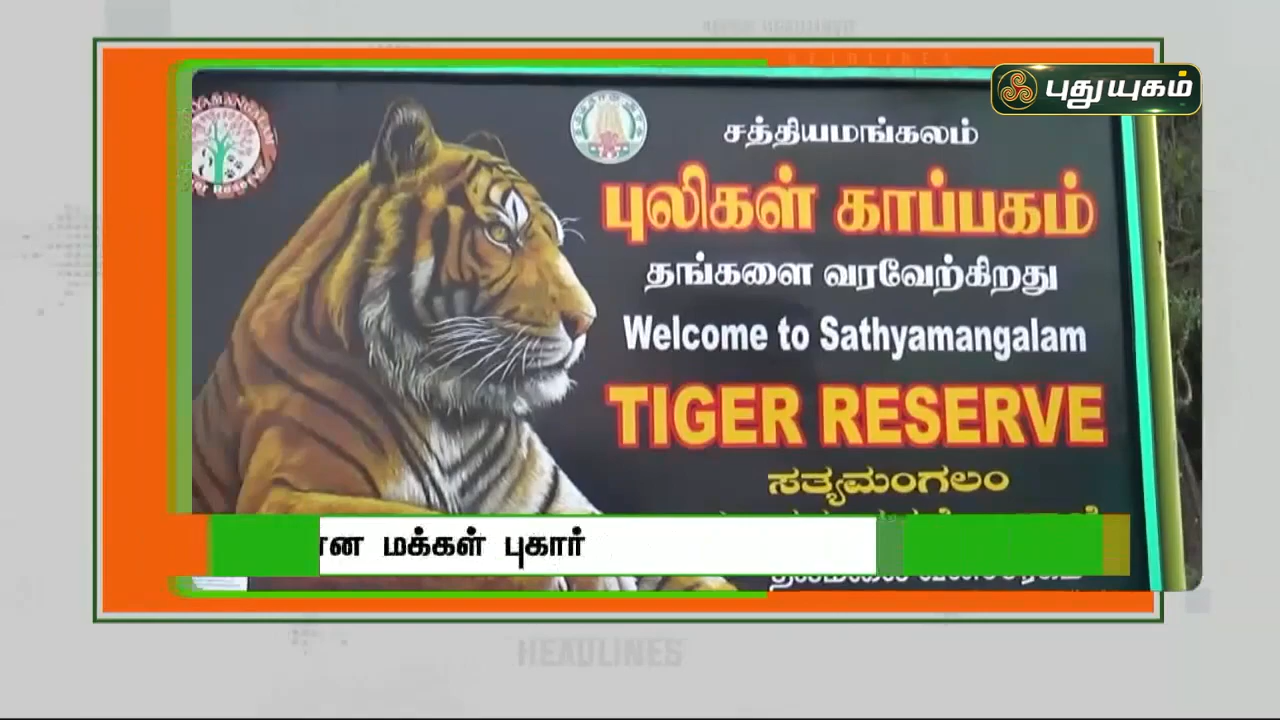 புதுயுகம்
சத்தியமங்கலம்
புலிகள் காப்பகம்
தங்களை வரவேற்கிறது
Welcome to Sathyamangalam
TIGER RESERVE
ಸತ್ಯಮಂಗಲಂ
மக்கள் புகார்
HEADLINES